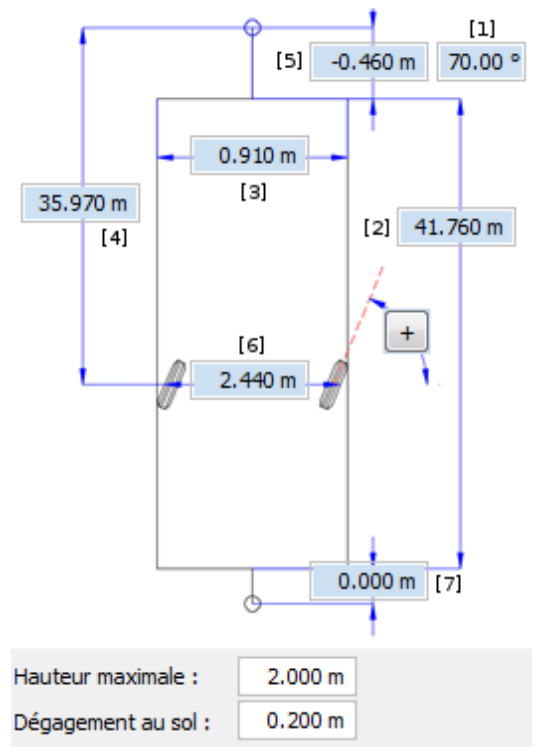 [1]
[5] -0.460 m 70.00 °
0.910 m
[3]
35.970 m
[4]
[2] 41.760 m
+
[6]
2.440 m
0.000 m [7]
Hauteur maximale : 2.000 m
Dégagement au sol : 0.200 m